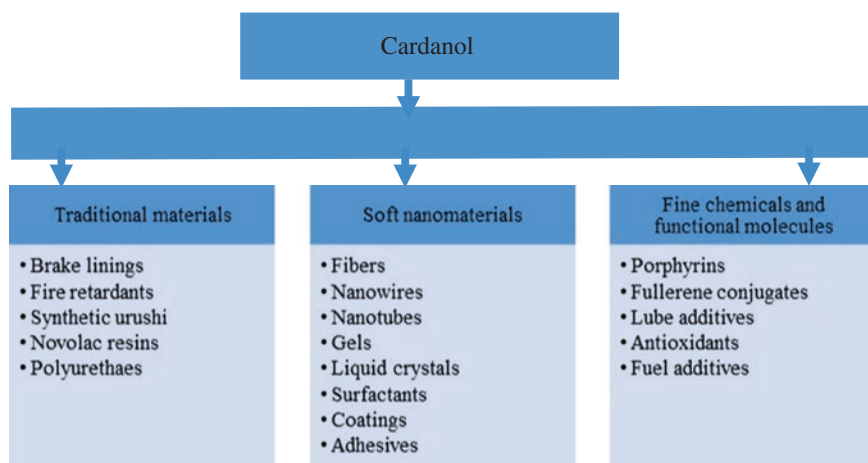 Cardanol
Traditional materials
• Brake linings
• Fire retardants
• Synthetic urushi
• Novolac resins
• Polyurethaes
Soft nanomaterials
• Fibers
• Nanowires
• Nanotubes
• Gels
• Liquid crystals
• Surfactants
• Coatings
• Adhesives
Fine chemicals and
functional molecules
• Porphyrins
• Fullerene conjugates
• Lube additives
• Antioxidants
• Fuel additives